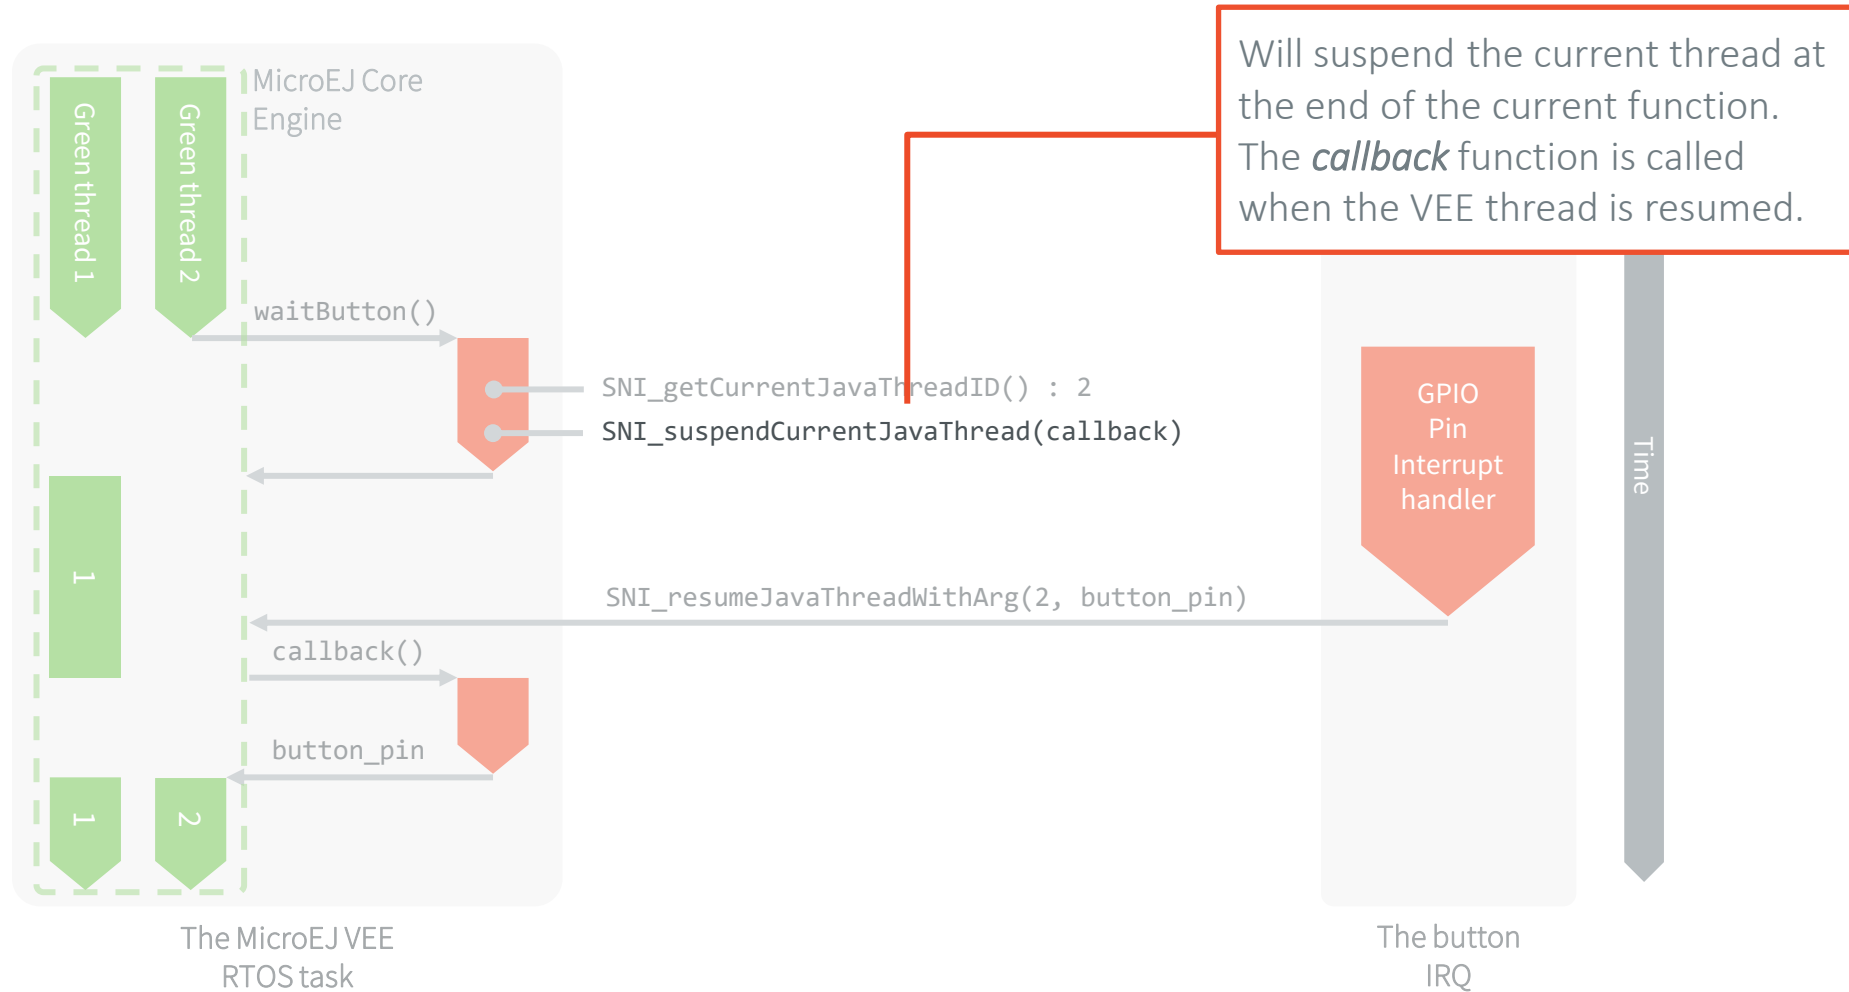 Will suspend the current thread at
the end of the current function.
The callback function is called
when the VEE thread is resumed.
MicroEJ Core
Engine
Green thread 1
Green thread 2
waitButton()
SNI_getCurrentJavaThreadID() : 2
SNI_suspendCurrentJavaThread(callback)
GPIO
Pin
Interrupt
handler
Time
1
SNI_resumeJavaThreadWithArg(2, button_pin)
callback()
button_pin
1
2
The MicroEJ VEE
RTOS task
The button
IRQ